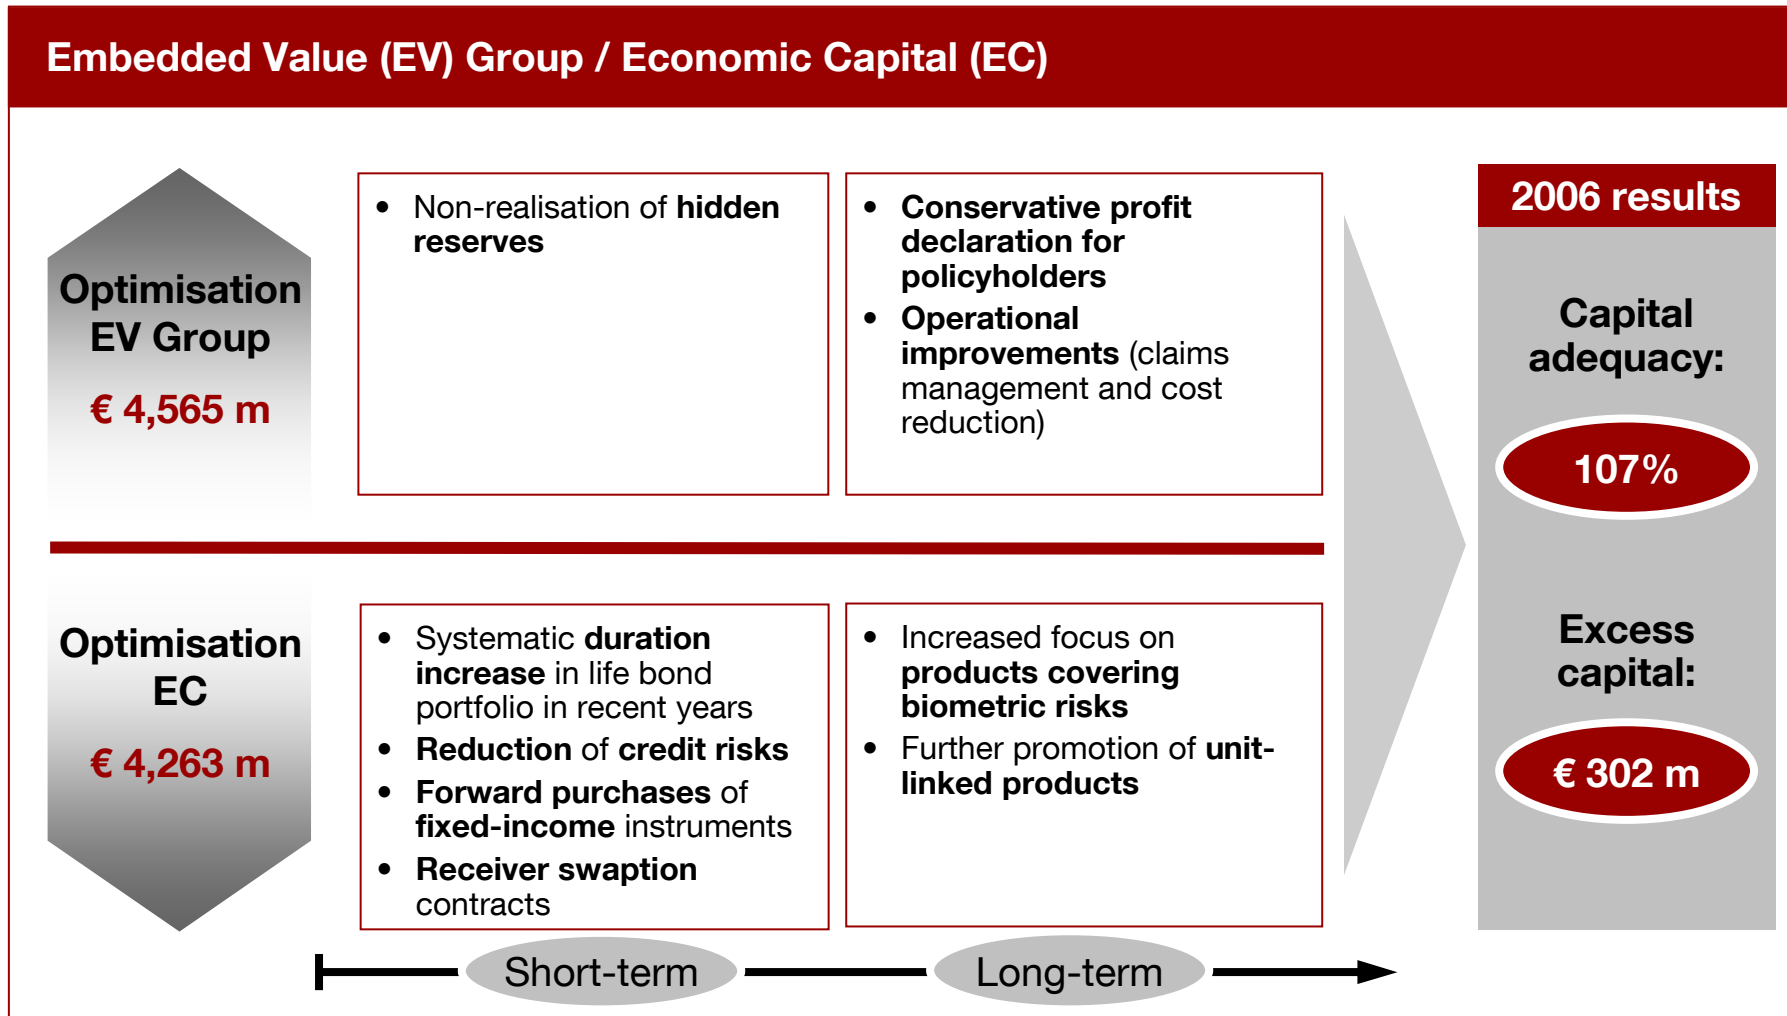 Embedded Value (EV) Group / Economic Capital (EC)
Optimisation
EV Group
€ 4,565 m
• Non-realisation of hidden
reserves
• Conservative profit
declaration for
policyholders
• Operational
improvements (claims
management and cost
reduction)
2006 results
Capital
adequacy:
107%
Optimisation
EC
€ 4,263 m
• Systematic duration
increase in life bond
portfolio in recent years
• Reduction of credit risks
• Forward purchases of
fixed-income instruments
• Receiver swaption
contracts
• Increased focus on
products covering
biometric risks
• Further promotion of unit-
linked products
Excess
capital:
€ 302 m
Short-term
Long-term